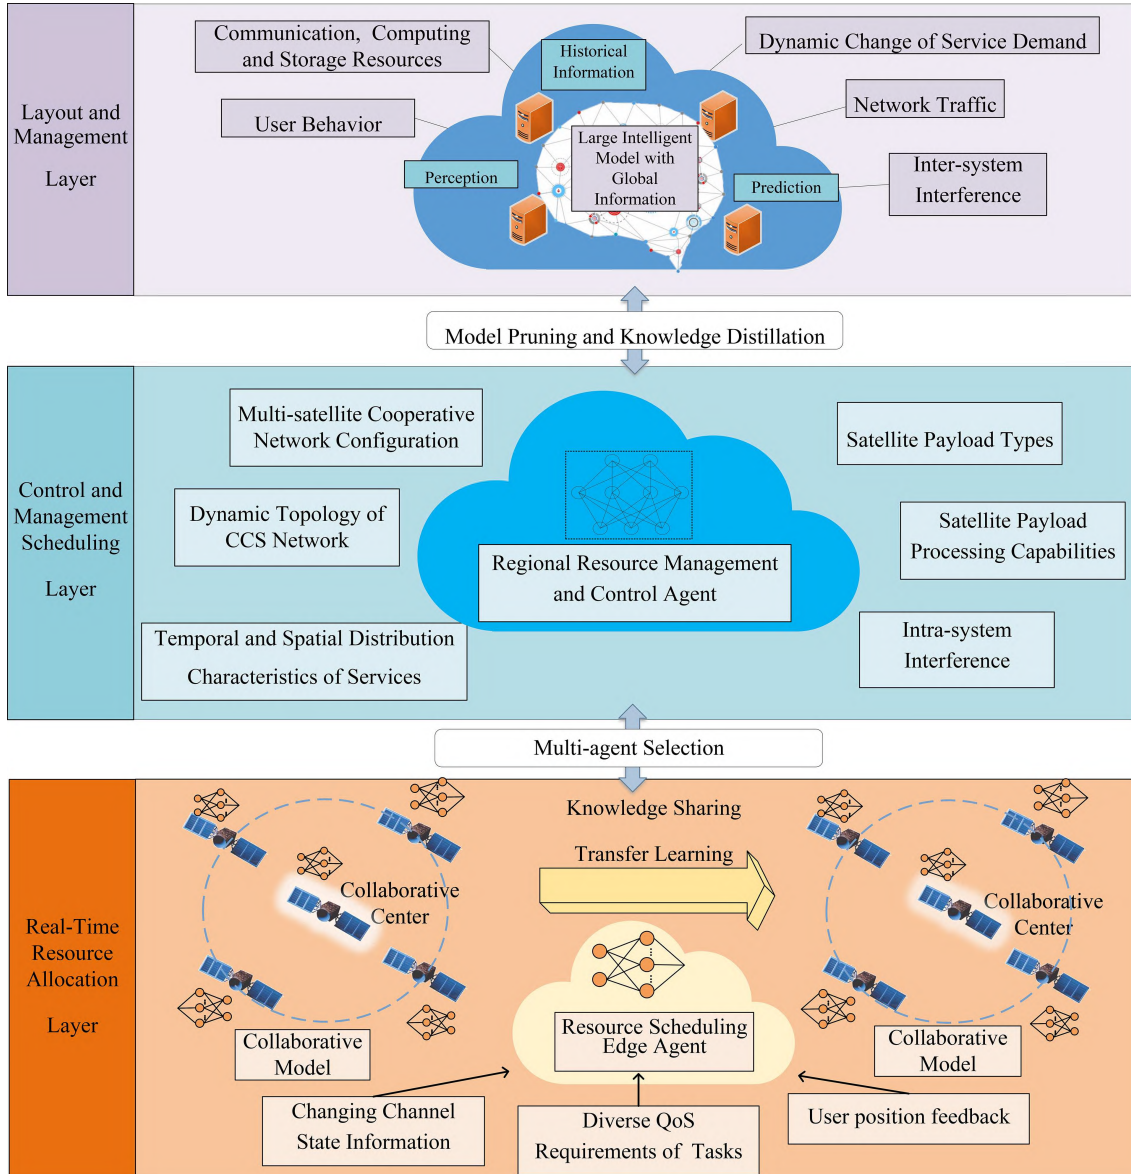 Layout and
Management
Layer
Communication, Computing
and Storage Resources
User Behavior
Historical
Information
Perception
Large Intelligent
Model with
Global
Information
Prediction
Dynamic Change of Service Demand
Network Traffic
Inter-system
Interference
Model Pruning and Knowledge Distillation
Control and
Management
Scheduling
Layer
Multi-satellite Cooperative
Network Configuration
Dynamic Topology of
CCS Network
Temporal and Spatial Distribution
Characteristics of Services
Regional Resource Management
and Control Agent
Satellite Payload Types
Satellite Payload
Processing Capabilities
Intra-system
Interference
Multi-agent Selection
Real-Time
Resource
Allocation
Layer
Collaborative
Center
Collaborative
Model
Knowledge Sharing
Transfer Learning
Resource Scheduling
Edge Agent
Collaborative
Center
Collaborative
Model
Changing Channel
State Information
Diverse QoS
Requirements of Tasks
User position feedback